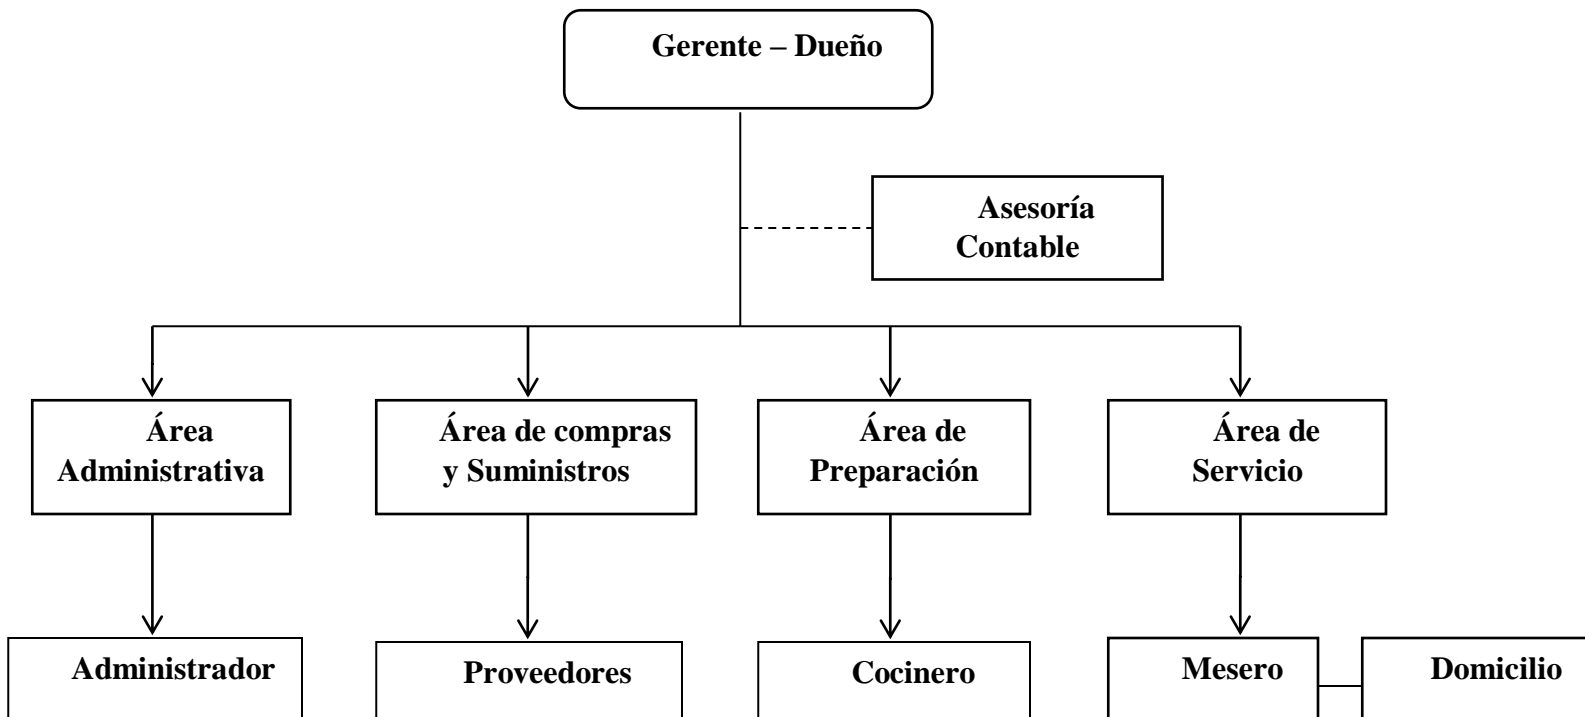 Gerente – Dueño
Asesoría
Contable
Área
Administrativa
Área de compras
y Suministros
Área de
Preparación
Área de
Servicio
Administrador
Proveedores
Cocinero
Mesero
Domicilio